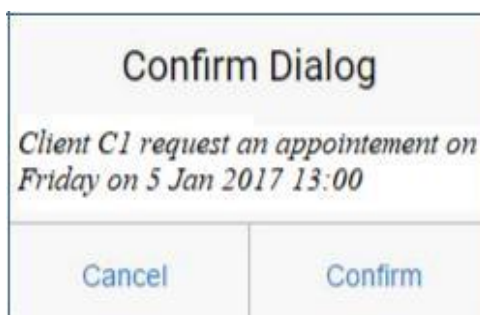 Confirm Dialog
Client C1 request an appointement on
Friday on 5 Jan 2017 13:00
Cancel Confirm